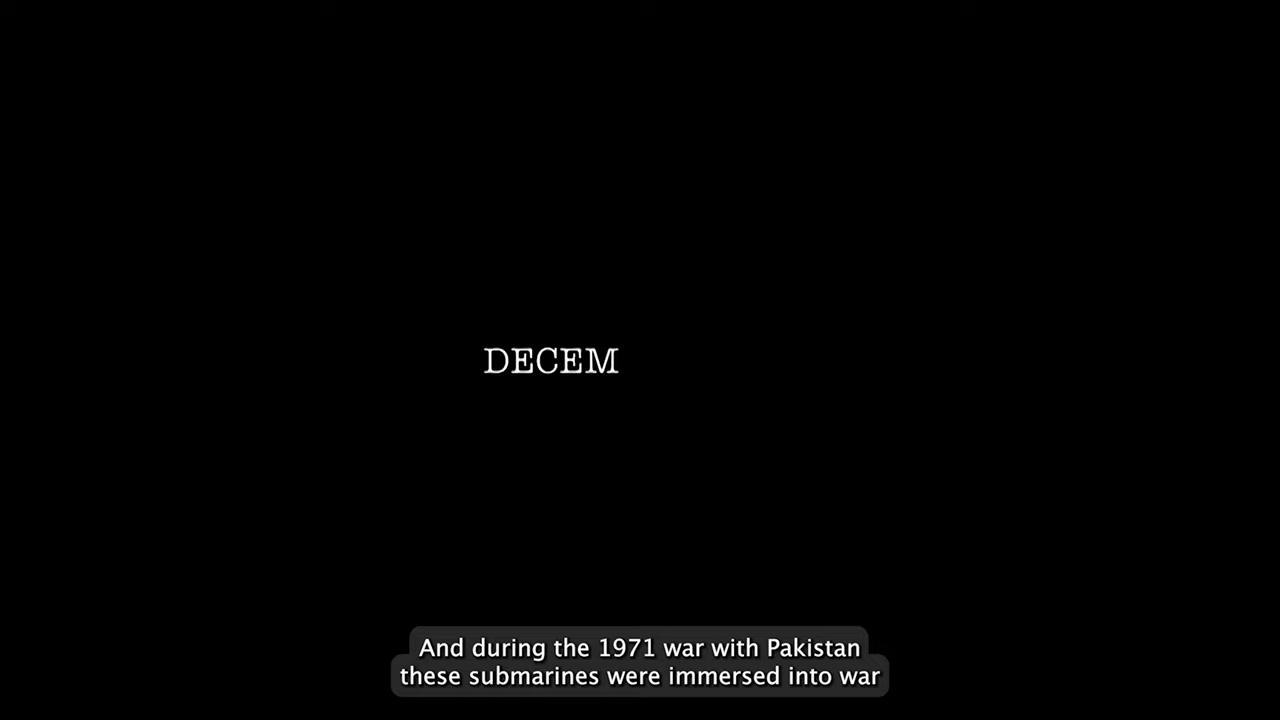 DECEM
And during the 1971 war with Pakistan
these submarines were immersed into war